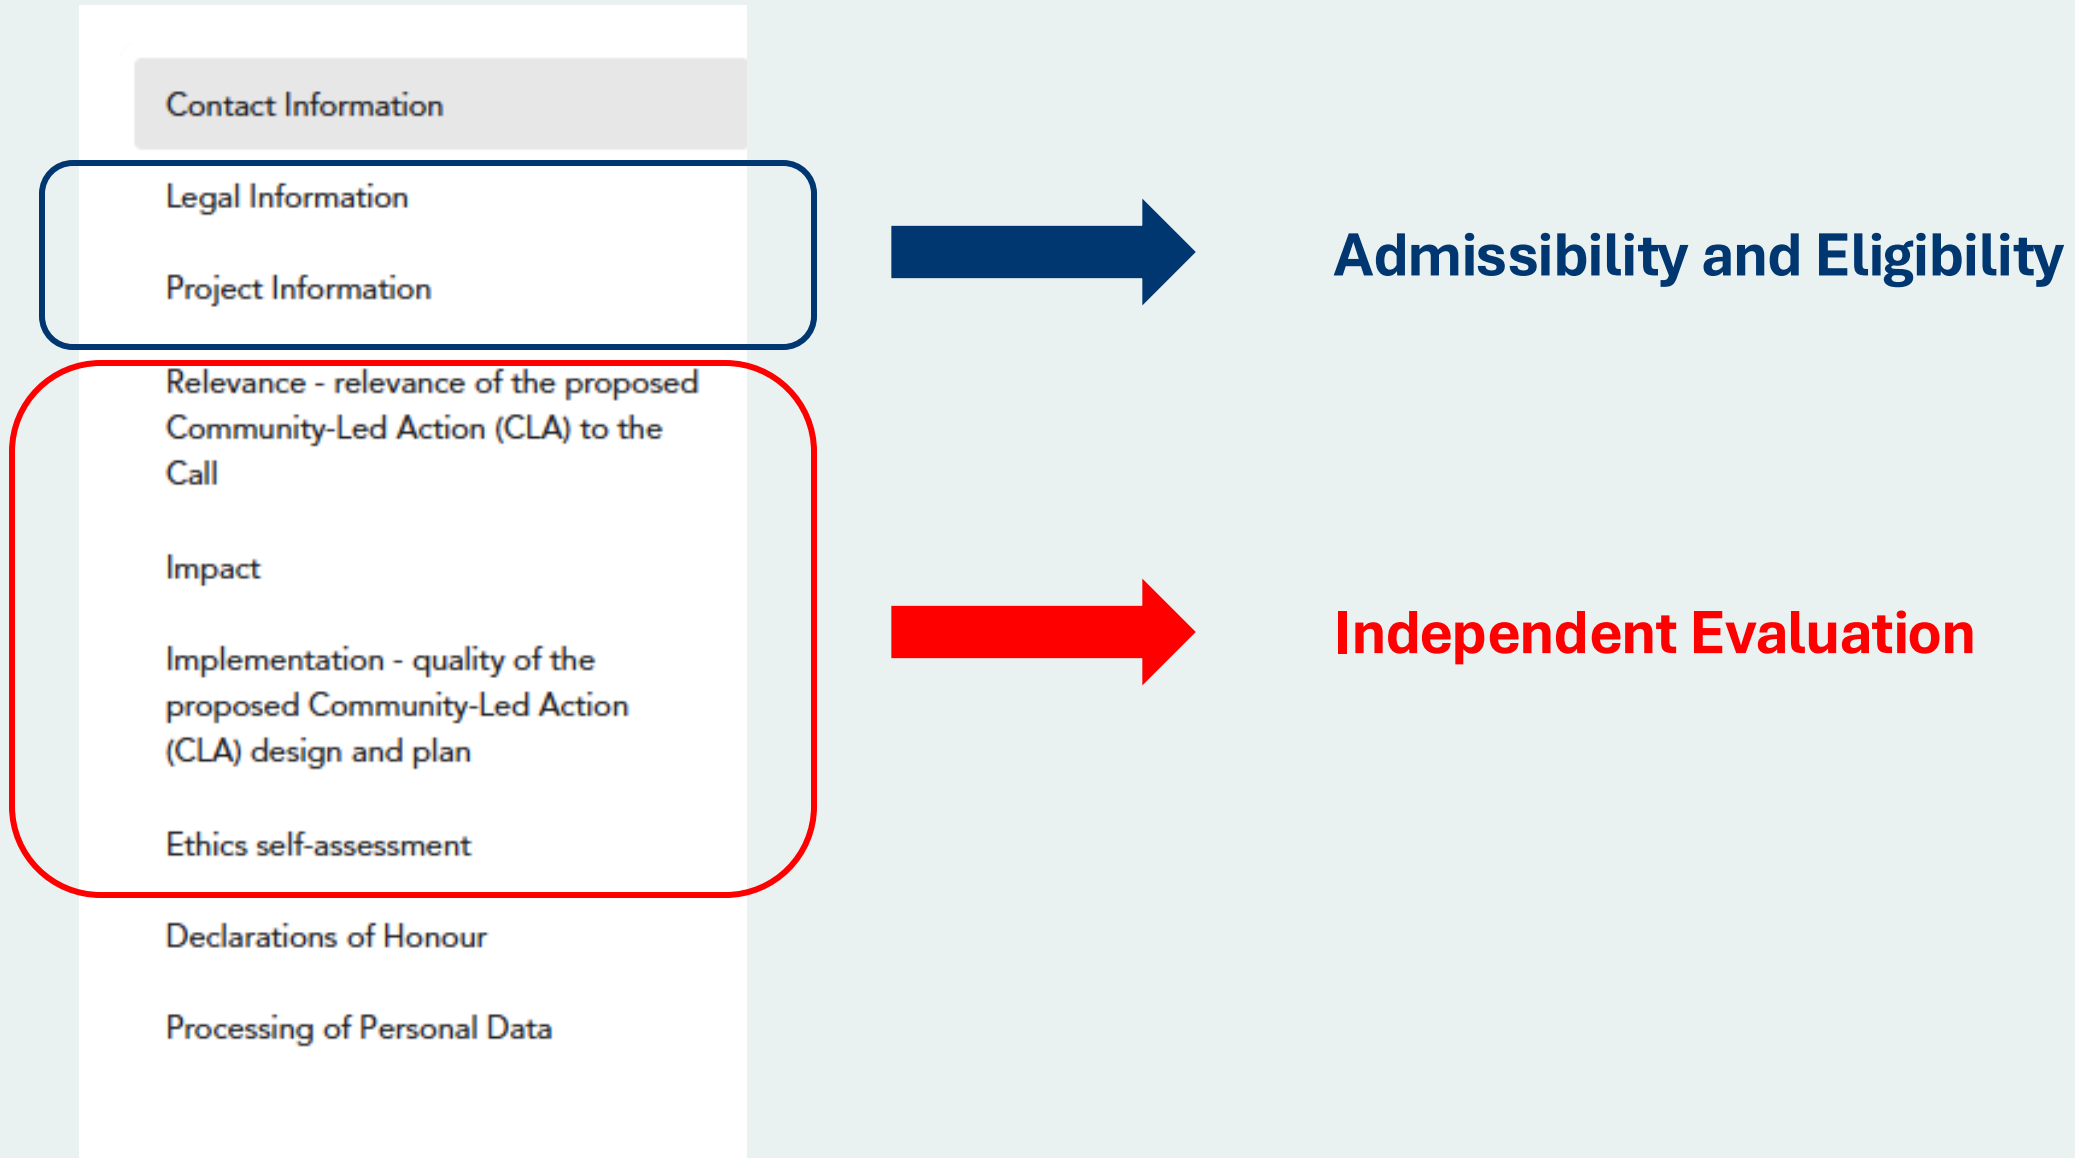 Contact Information
Legal Information
Project Information
Admissibility and Eligibility
Relevance - relevance of the proposed
Community-Led Action (CLA) to the
Call
Impact
Implementation - quality of the
proposed Community-Led Action
(CLA) design and plan
Ethics self-assessment
Independent Evaluation
Declarations of Honour
Processing of Personal Data